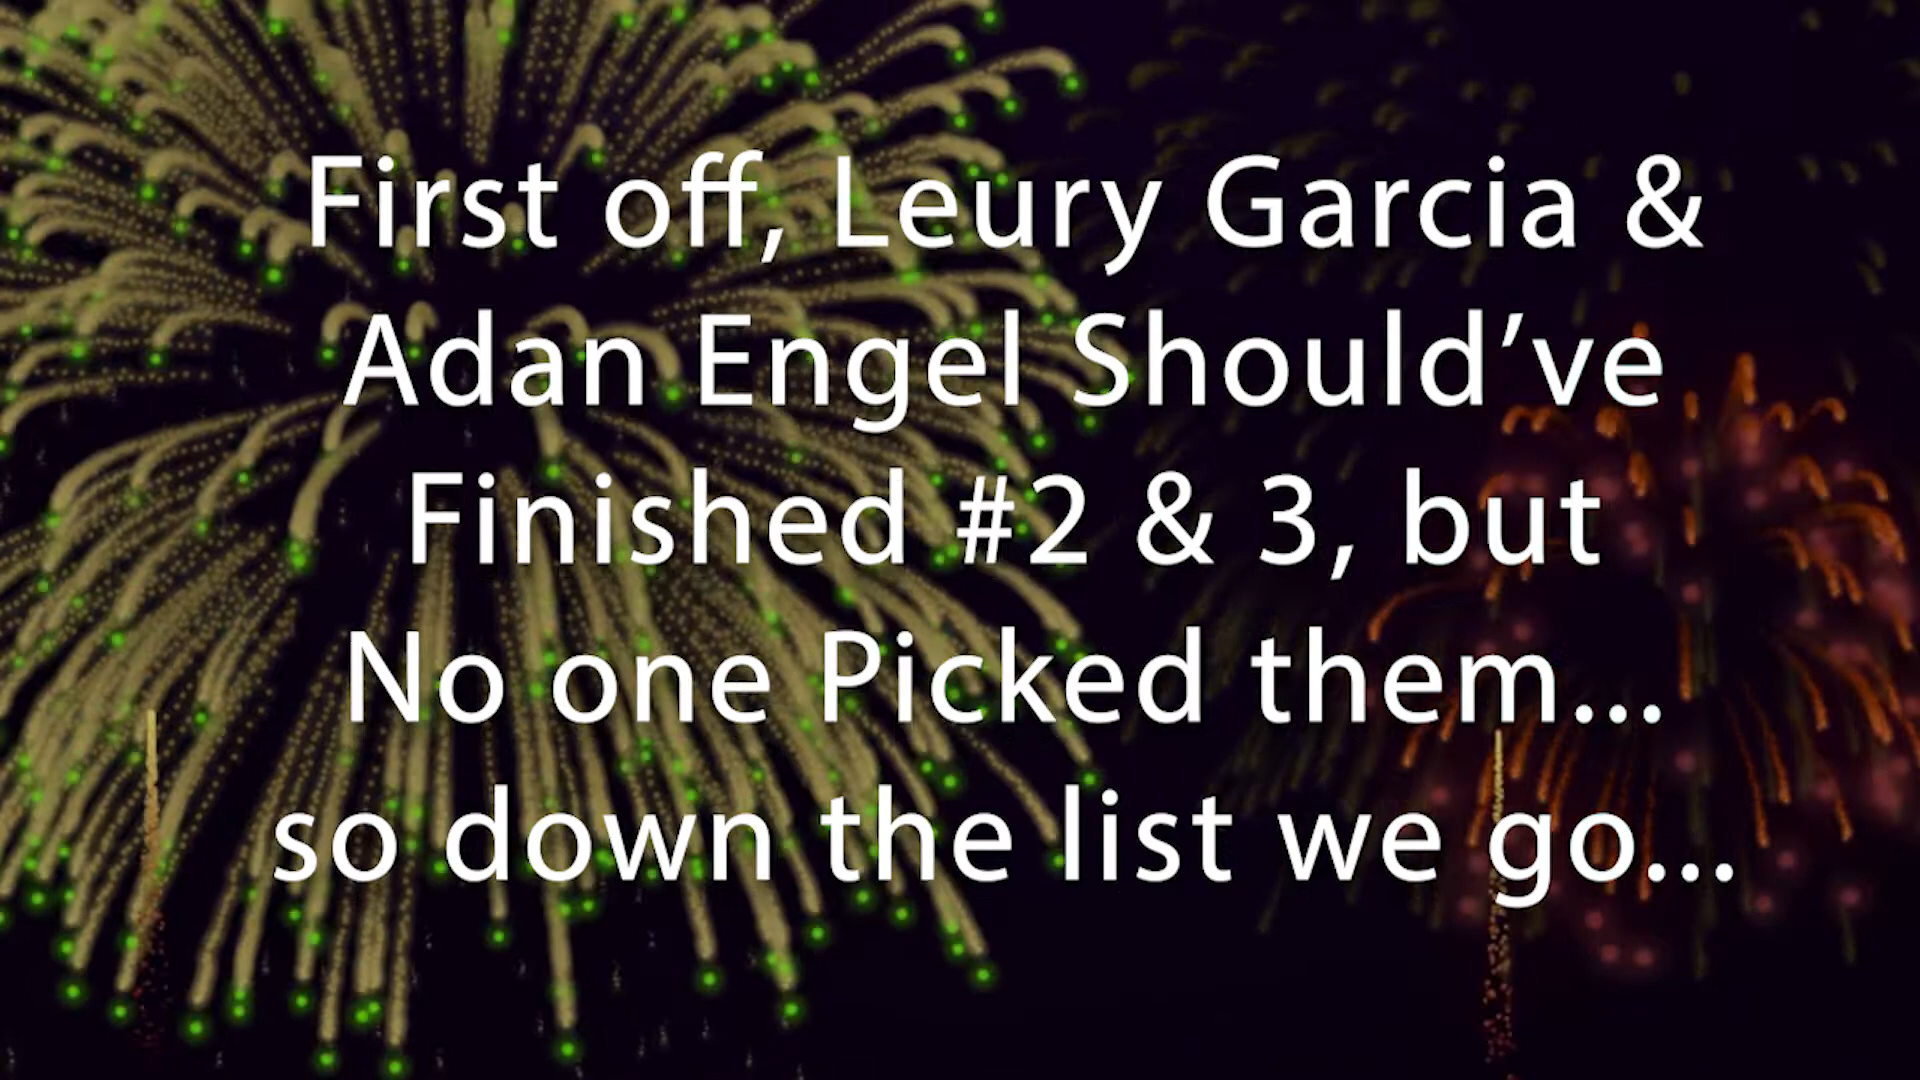 First off, Leury Garcia &
Adan Engel Should’ve
Finished #2 & 3, but
No one Picked them...
so down the list we go...